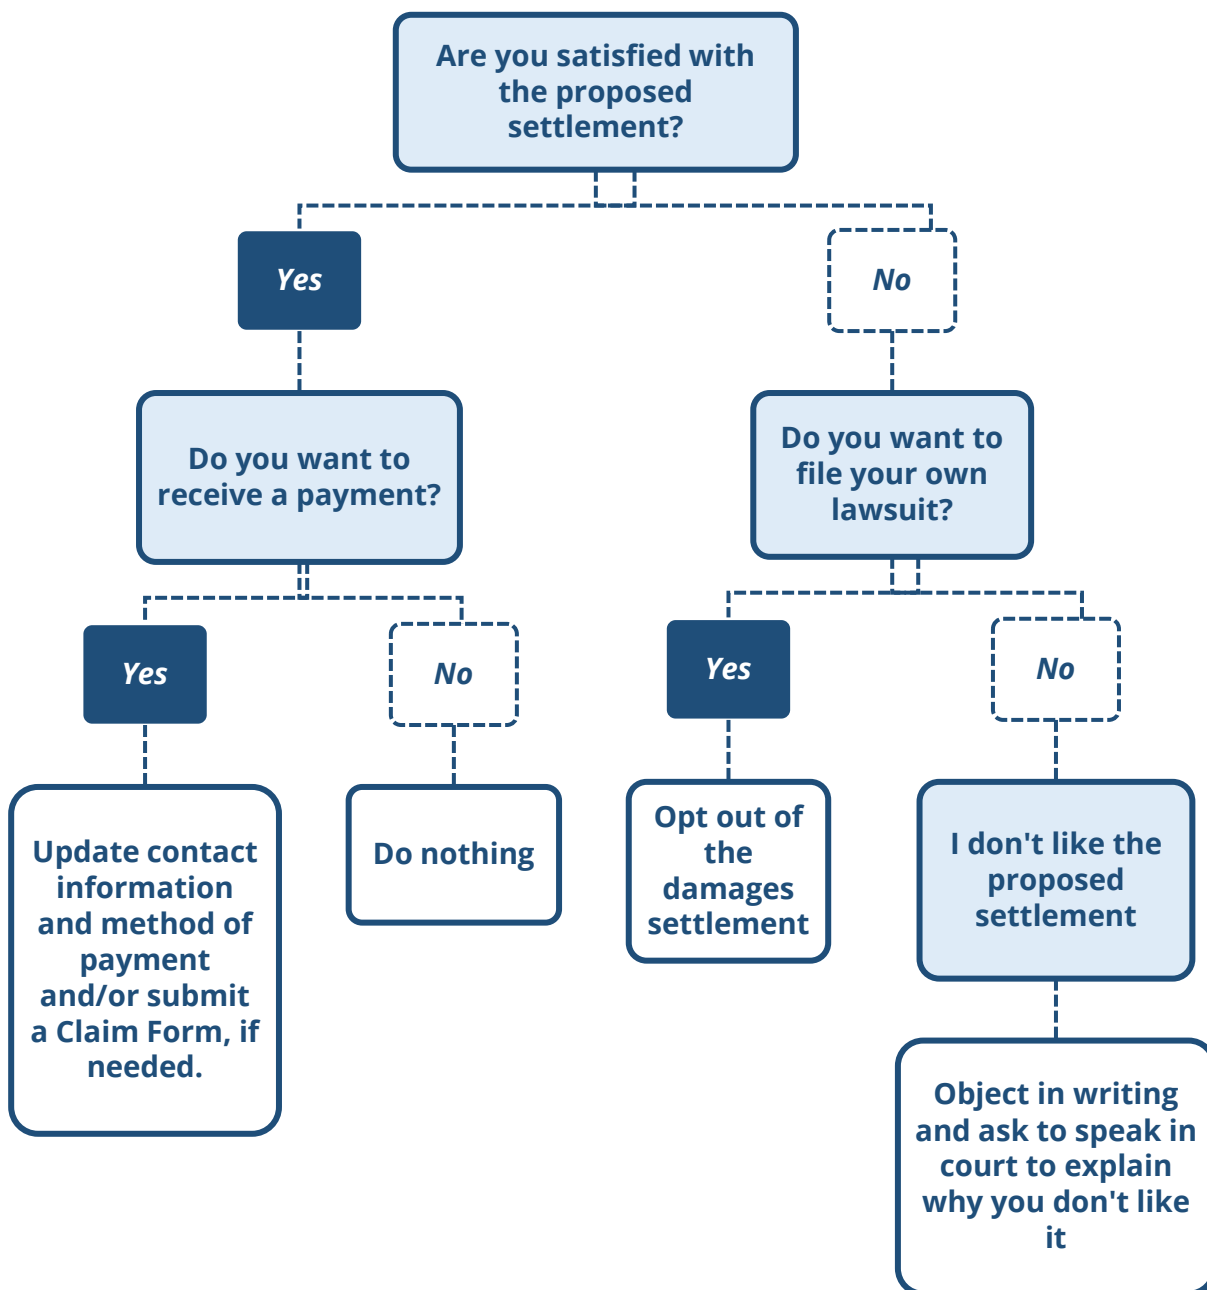 Are you satisfied with
the proposed
settlement?
Yes
No
Do you want to
receive a payment?
Do you want to
file your own
lawsuit?
Yes
No
Yes
No
Update contact
information
and method of
payment
and/or submit
a Claim Form, if
needed.
Do nothing
Opt out of
the
damages
settlement
I don't like the
proposed
settlement
Object in writing
and ask to speak in
court to explain
why you don't like
it